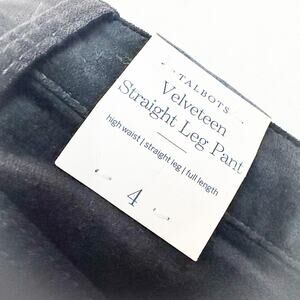 TALBOTS
Velveteen
Straight Leg Pant
high waist | straight leg | full length
4